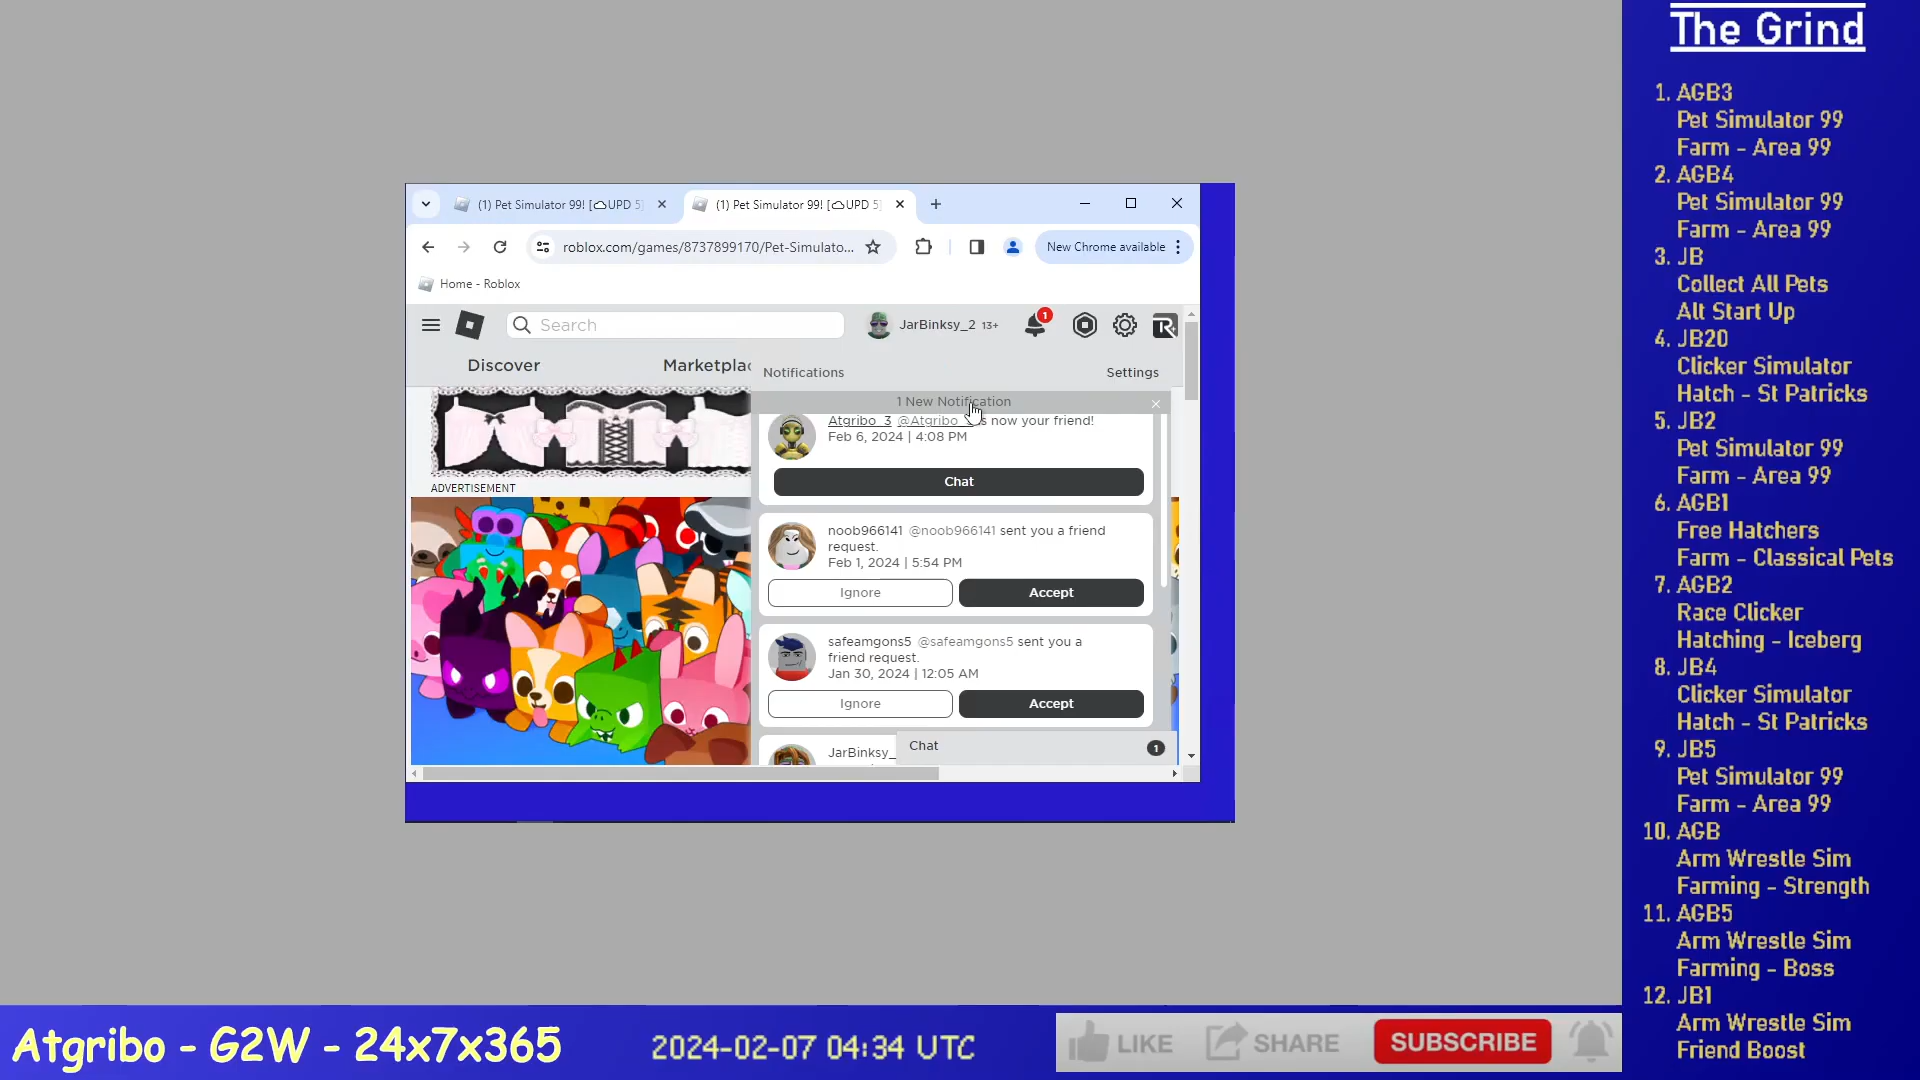 The Grind
1. AGB3
Pet Simulator 99
Farm - Area 99
2. AGB4
Pet Simulator 99
Farm - Area 99
3. JB
Collect All Pets
Alt Start Up
4. JB20
Clicker Simulator
Hatch - St Patricks
5. JB2
Pet Simulator 99
Farm - Area 99
6. AGB1
Free Hatchers
Farm - Classical Pets
7. AGB2
Race Clicker
Hatching - Iceberg
8. JB4
Clicker Simulator
Hatch - St Patricks
9. JB5
Pet Simulator 99
Farm - Area 99
10. AGB
Arm Wrestle Sim
Farming - Strength
11. AGB5
Arm Wrestle Sim
Farming - Boss
12. JB1
Arm Wrestle Sim
Friend Boost
(1) Pet Simulator 99! [☁UPD 5]
(1) Pet Simulator 99! [☁UPD 5]
roblox.com/games/8737899170/Pet-Simulato...
New Chrome available
Home - Roblox
Search
JarBinksy_2 13+
1
Discover
Marketplac
Notifications
Settings
1 New Notification
Atgribo_3 @Atgribo is now your friend!
Feb 6, 2024 | 4:08 PM
Chat
ADVERTISEMENT
noob966141 @noob966141 sent you a friend
request.
Feb 1, 2024 | 5:54 PM
Ignore
Accept
safeamgons5 @safeamgons5 sent you a
friend request.
Jan 30, 2024 | 12:05 AM
Ignore
Accept
JarBinksy_
Chat
1
Atgribo - G2W - 24x7x365
2024-02-07 04:34 UTC
LIKE
SHARE
SUBSCRIBE